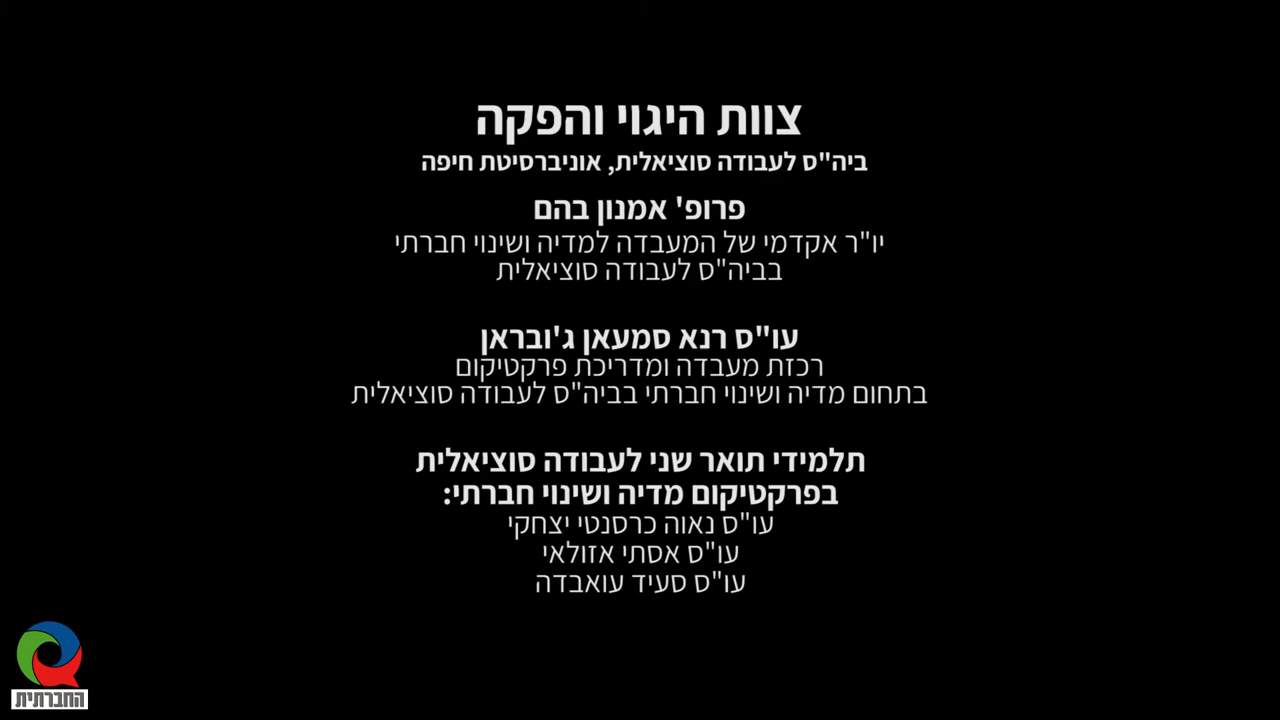 צוות היגוי והפקה
ביה"ס לעבודה סוציאלית, אוניברסיטת חיפה
פרופ' אמנון בהם
יו"ר אקדמי של המעבדה למדיה ושינוי חברתי
בביה"ס לעבודה סוציאלית
עו"ס רנא סמעאן ג'ובראן
רכזת מעבדה ומדריכת פרקטיקום
בתחום מדיה ושינוי חברתי בביה"ס לעבודה סוציאלית
תלמידי תואר שני לעבודה סוציאלית
בפרקטיקום מדיה ושינוי חברתי:
עו"ס נאוה כרסנטי יצחקי
עו"ס אסתי אזולאי
עו"ס סעיד עואבדה
החברתית